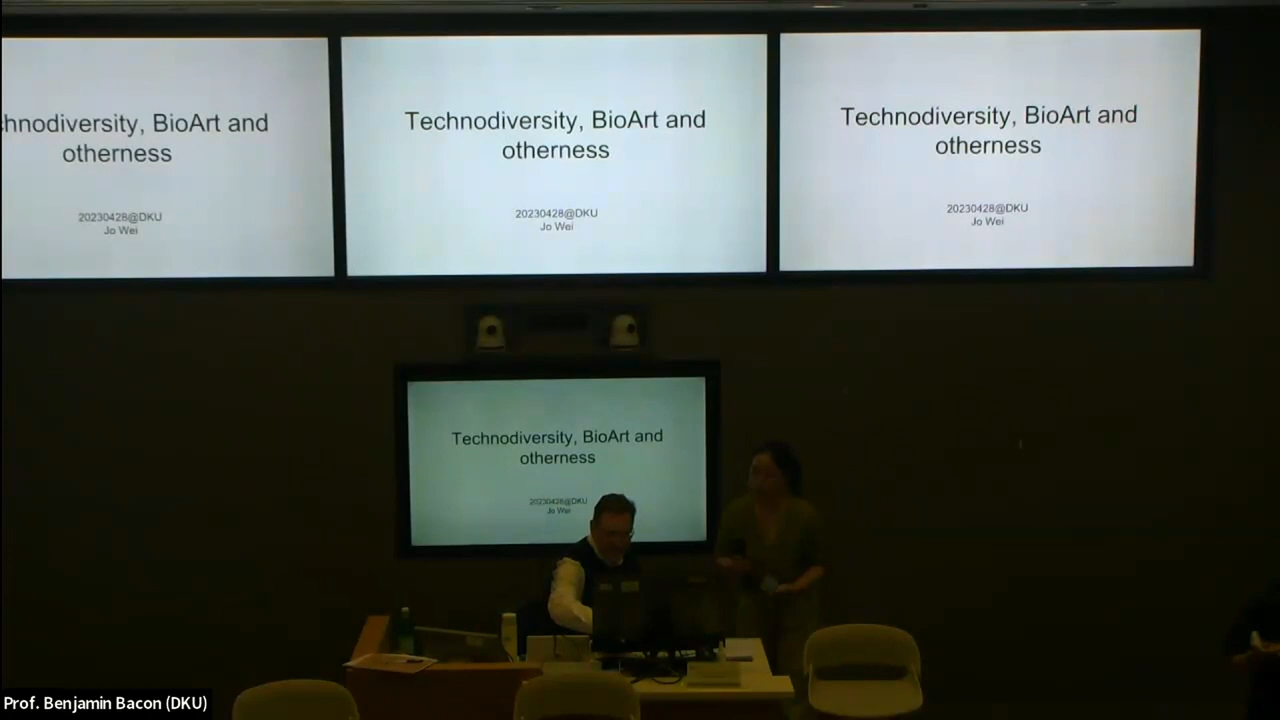 chnodiversity, BioArt and
otherness
20230428@DKU
Jo Wei
Technodiversity, BioArt and
otherness
20230428@DKU
Jo Wei
Technodiversity, BioArt and
otherness
20230428@DKU
Jo Wei
Technodiversity, BioArt and
otherness
20230428@DKU
Jo Wei
Prof. Benjamin Bacon (DKU)